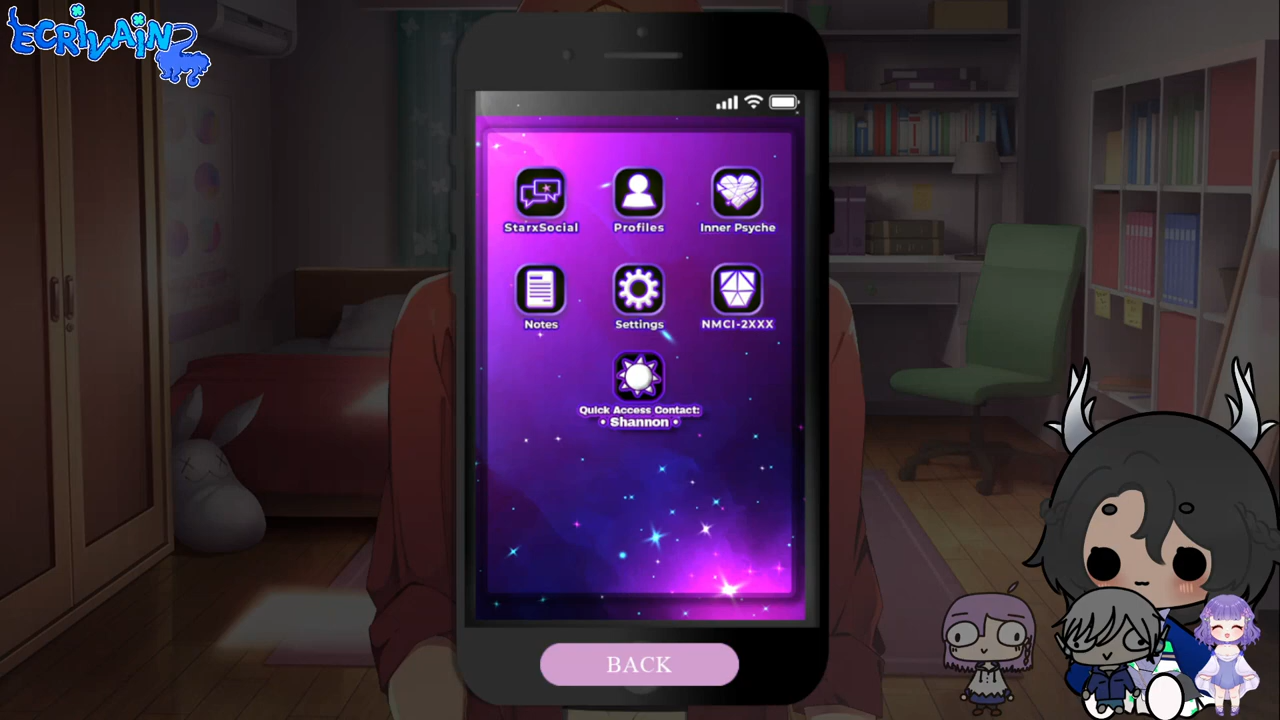 ECRIVAIN
StarxSocial
Profiles
Inner Psyche
Notes
Settings
NMCI-2XXX
Quick Access Contact:
• Shannon •
BACK